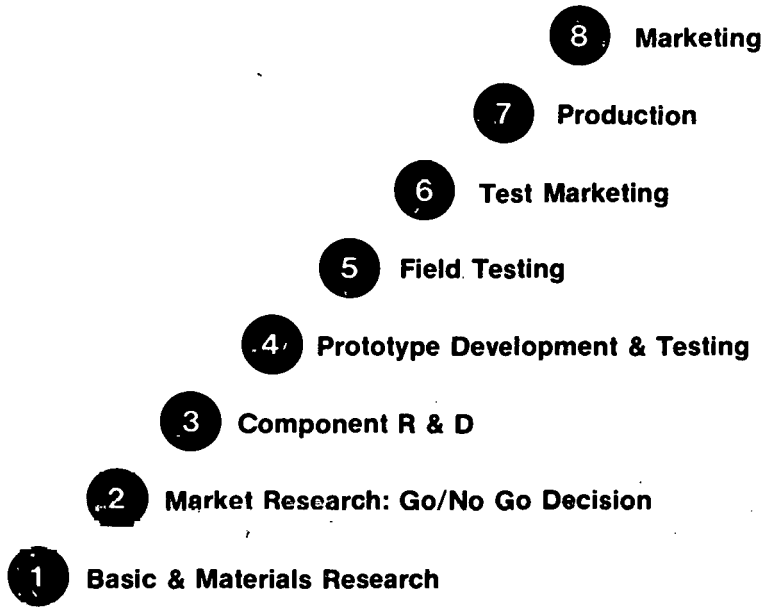 8 Marketing
7 Production
6 Test Marketing
5 Field Testing
4 Prototype Development & Testing
3 Component R & D
2 Market Research: Go/No Go Decision
1 Basic & Materials Research